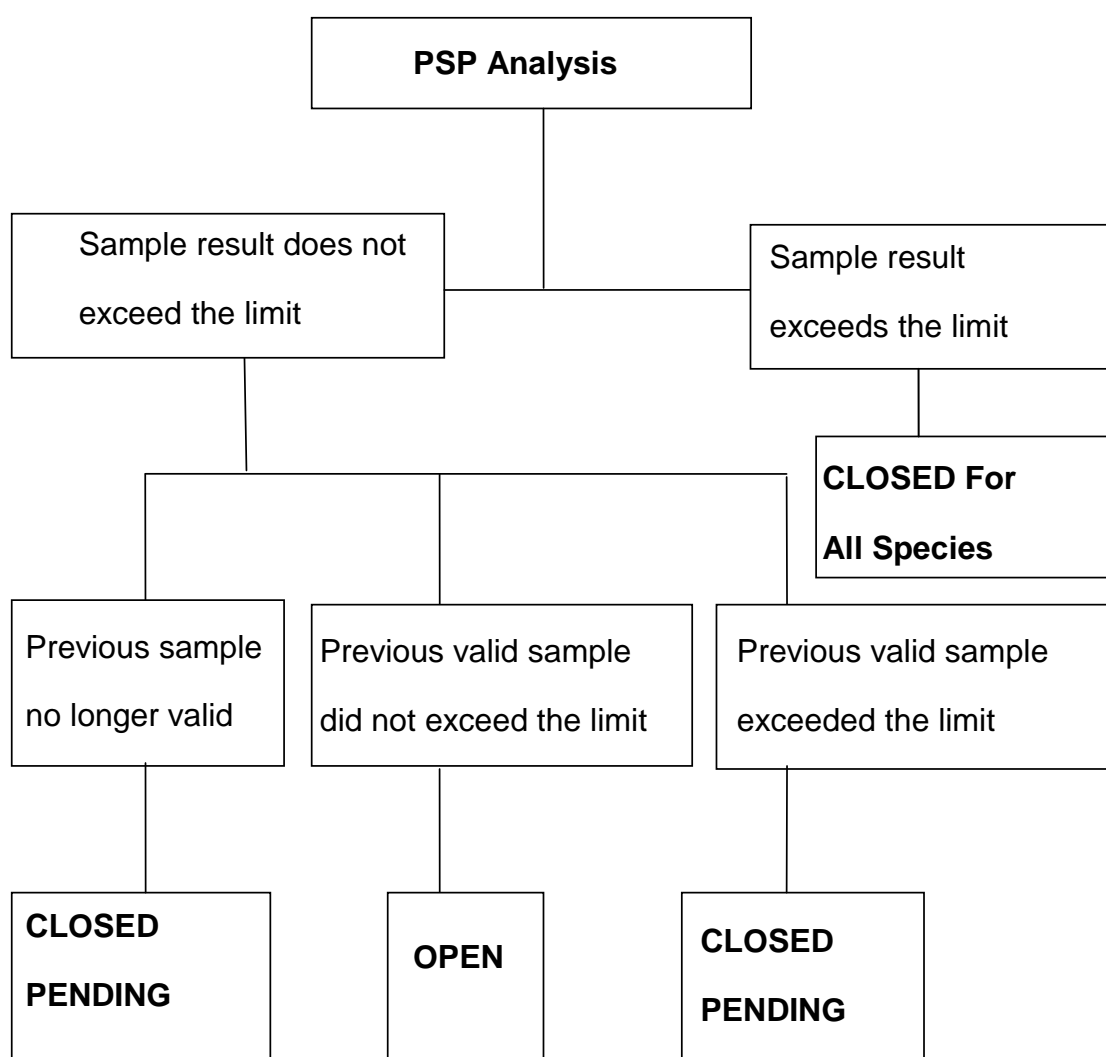 PSP Analysis
Sample result does not
exceed the limit
Sample result
exceeds the limit
CLOSED For
All Species
Previous sample
no longer valid
Previous valid sample
did not exceed the limit
Previous valid sample
exceeded the limit
CLOSED
PENDING
OPEN
CLOSED
PENDING